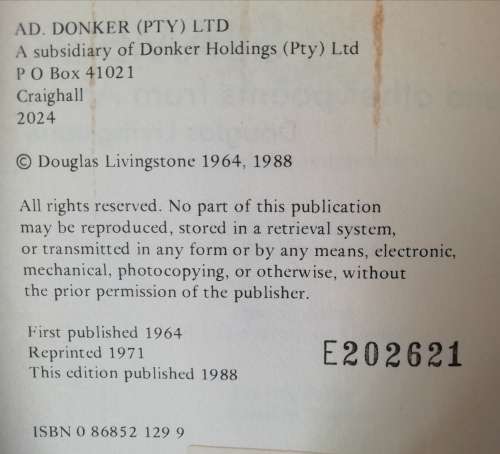 AD. DONKER (PTY) LTD
A subsidiary of Donker Holdings (Pty) Ltd
P O Box 41021
Craighall
2024
© Douglas Livingstone 1964, 1988
All rights reserved. No part of this publication
may be reproduced, stored in a retrieval system,
or transmitted in any form or by any means, electronic,
mechanical, photocopying, or otherwise, without
the prior permission of the publisher.
First published 1964
Reprinted 1971
This edition published 1988
E202621
ISBN 0 86852 129 9